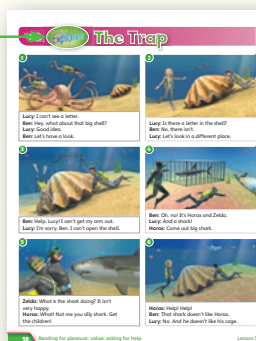 Explore!
The Trap
1
Lucy: I can't see a letter.
Ben: Hey, what about that big shell?
Lucy: Good idea.
Ben: Let's have a look.
2
Lucy: Is there a letter in the shell?
Ben: No, there isn't.
Lucy: Let's look in a different place.
3
Ben: Help, Lucy! I can't get my arm out.
Lucy: I'm sorry, Ben. I can't open the shell.
4
Ben: Oh, no! It's Horax and Zelda.
Lucy: And a shark!
Horax: Come out big shark.
5
Zelda: What is the shark doing? It isn't
very happy.
Horax: What! Not me you silly shark. Get
the children!
6
Horax: Help! Help!
Ben: That shark doesn't like Horax.
Lucy: No. And he doesn't like his cage.
58 Reading for pleasure; value: asking for help
Lesson